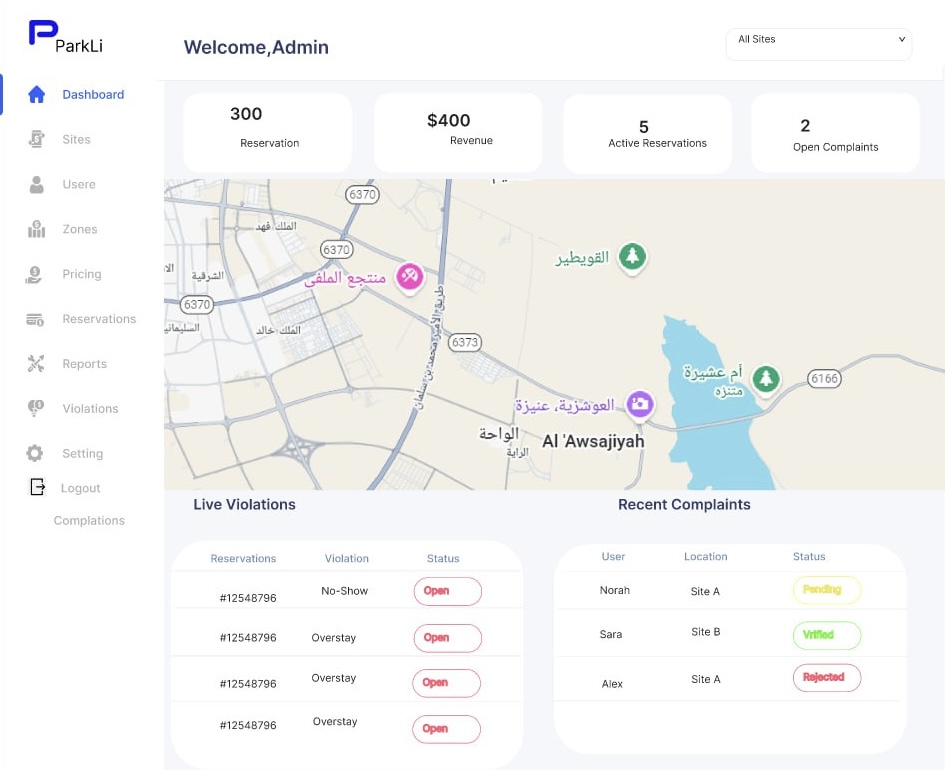 ParkLi
Welcome,Admin
All Sites
Dashboard
Sites
Usere
Zones
Pricing
Reservations
Reports
Violations
Setting
Logout
Complations
300
Reservation
$400
Revenue
5
Active Reservations
2
Open Complaints
6370
الملك فهد
6370
القويطير
الشرقية
منتجع الملفى
6370
الملك خالد
طريق الأمير محمد بن سلمان
6373
أم عشيرة
متنزه
6166
العوشزية، عنيزة
الواحة
الراية
Al 'Awsajiyah
Live Violations
Reservations Violation Status
#12548796 No-Show Open
#12548796 Overstay Open
#12548796 Overstay Open
#12548796 Overstay Open
Recent Complaints
User Location Status
Norah Site A Pending
Sara Site B Vrified
Alex Site A Rejected